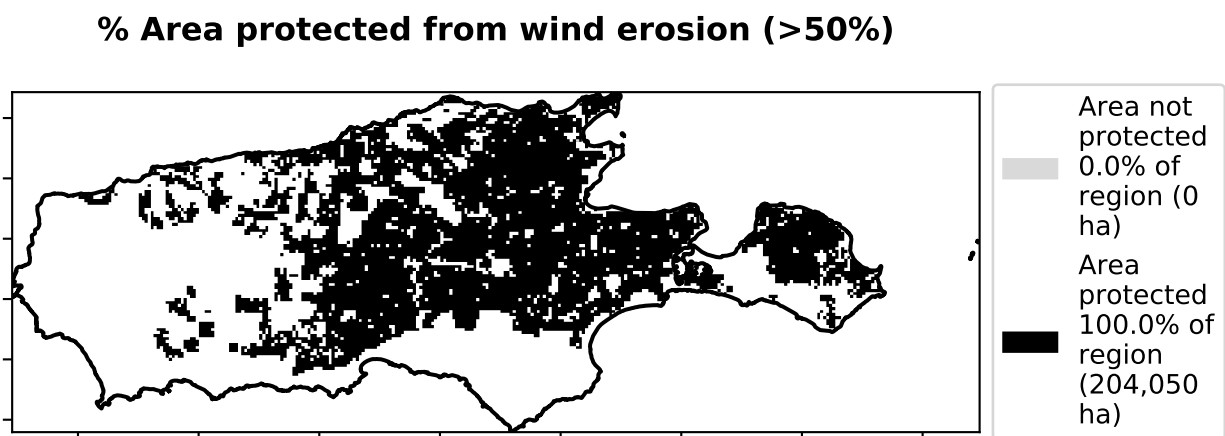 % Area protected from wind erosion (>50%)
Area not
protected
0.0% of
region (0
ha)
Area
protected
100.0% of
region
(204,050
ha)